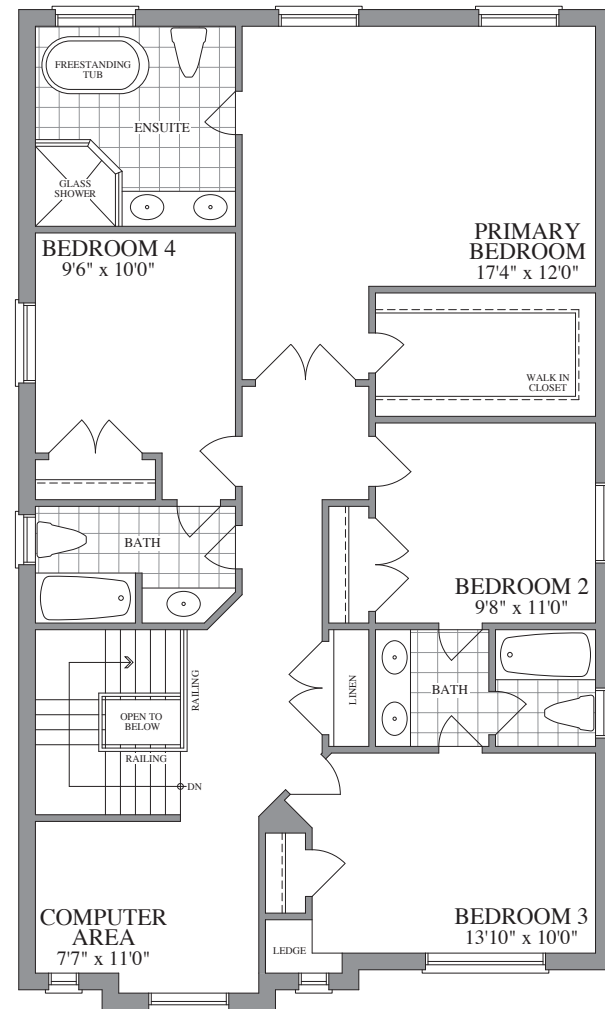 FREESTANDING
TUB
ENSUITE
GLASS
SHOWER
PRIMARY
BEDROOM
17'4" x 12'0"
BEDROOM 4
9'6" x 10'0"
WALK IN
CLOSET
BATH
BEDROOM 2
9'8" x 11'0"
RAILING
LINEN
BATH
OPEN TO
BELOW
RAILING
DN
COMPUTER
AREA
7'7" x 11'0"
BEDROOM 3
13'10" x 10'0"
LEDGE